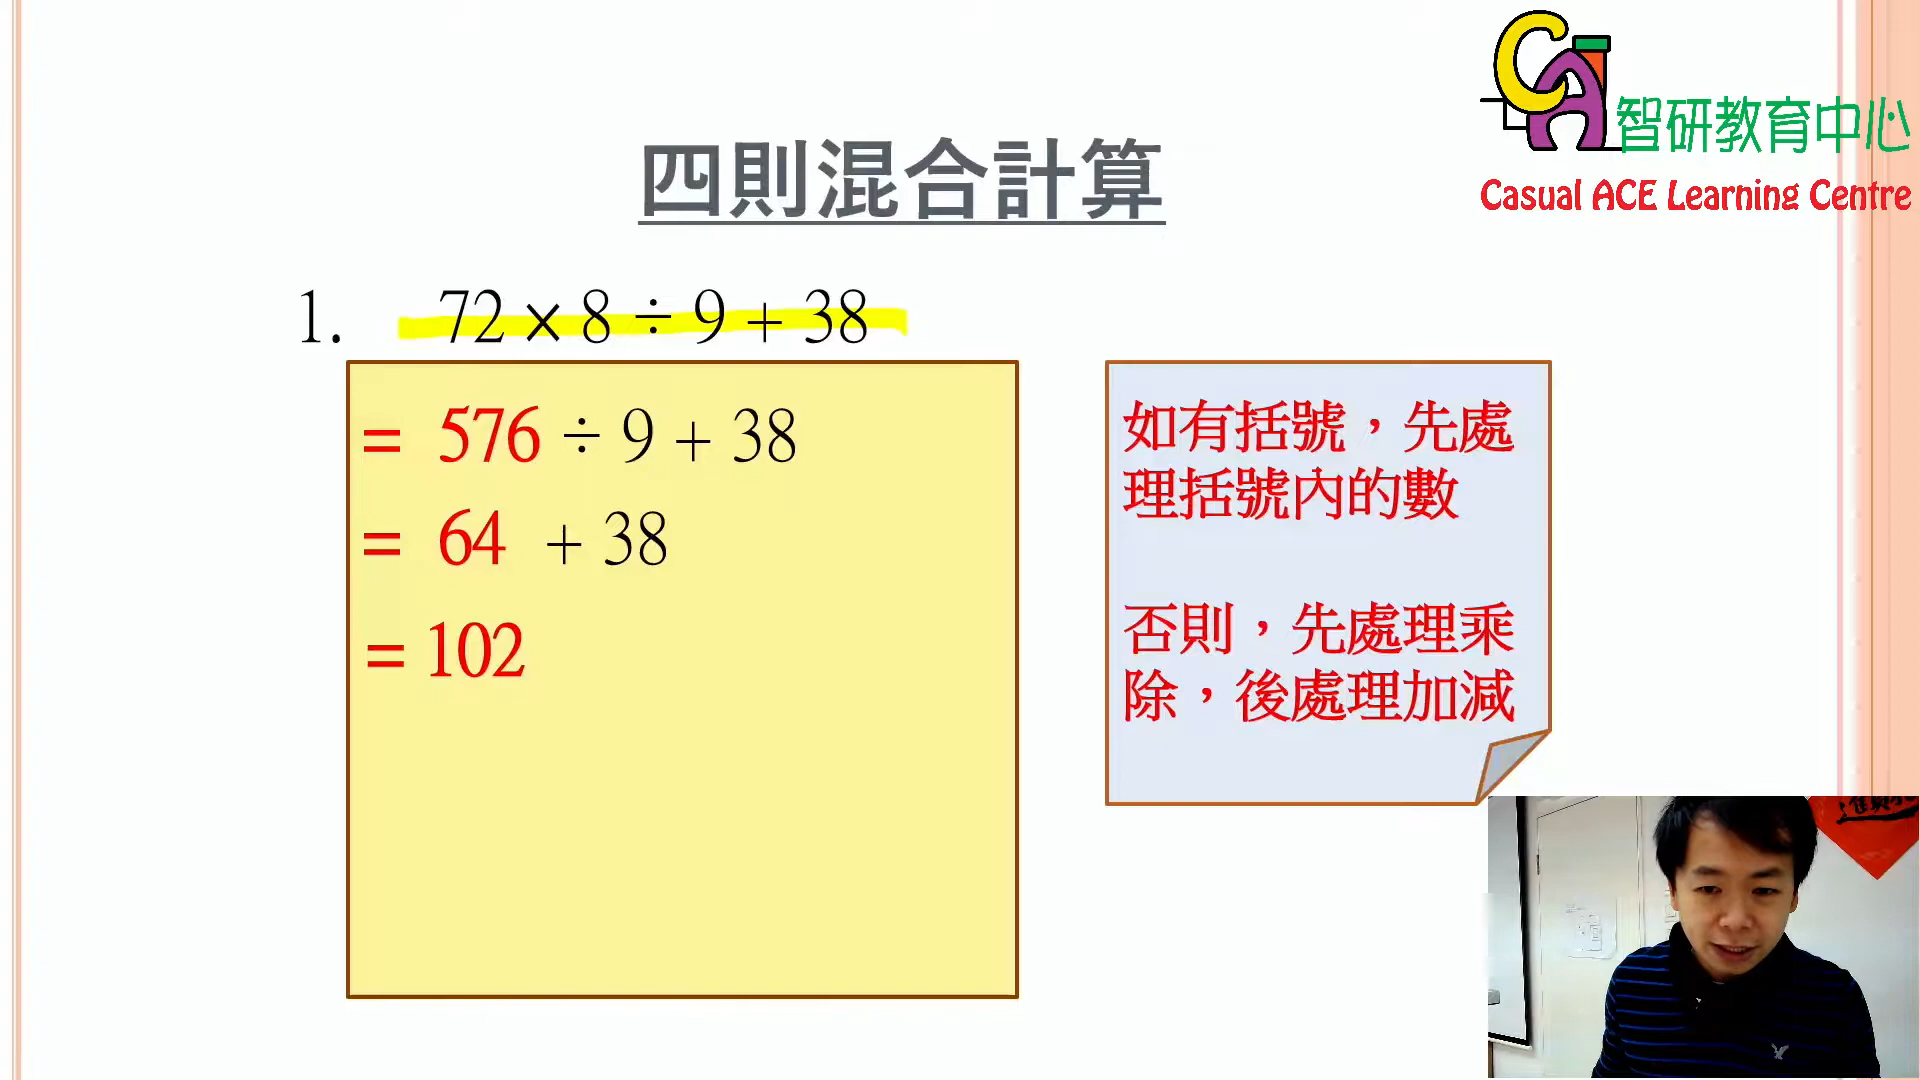 智研教育中心
Casual ACE Learning Centre
四則混合計算
1. 72 × 8 ÷ 9 + 38
= 576 ÷ 9 + 38
= 64 + 38
= 102
如有括號，先處
理括號內的數
否則，先處理乘
除，後處理加減